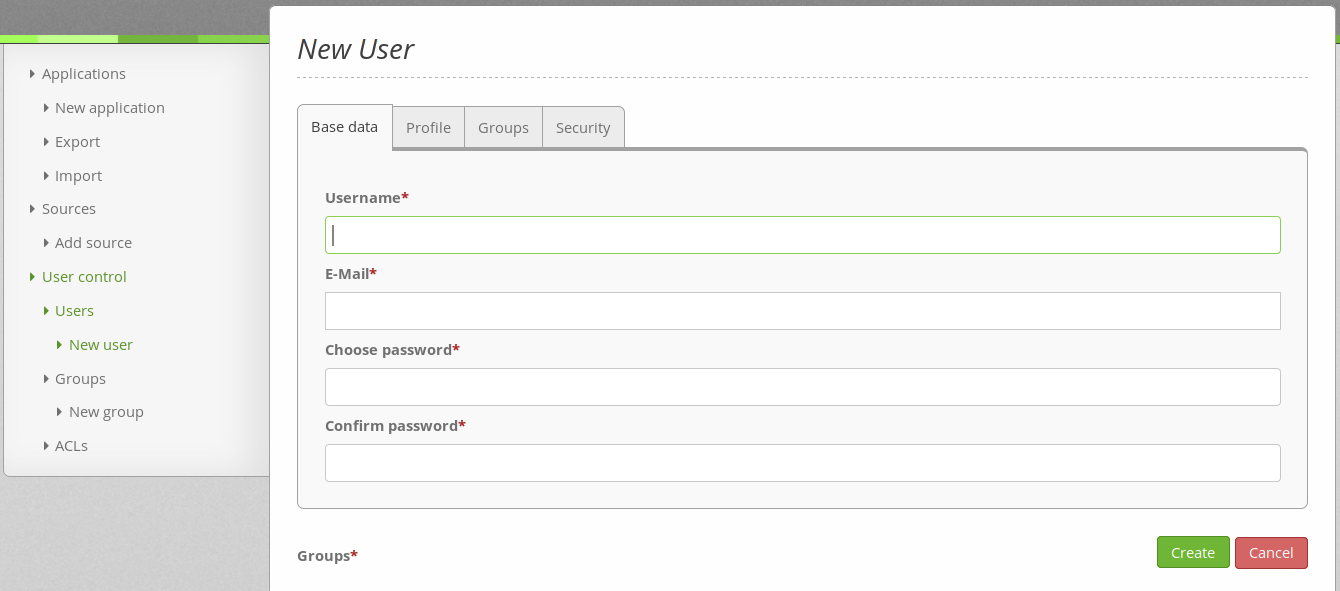 Applications
New application
Export
Import
Sources
Add source
User control
Users
New user
Groups
New group
ACLs
New User
Base data Profile Groups Security
Username*
E-Mail*
Choose password*
Confirm password*
Groups*
Create Cancel